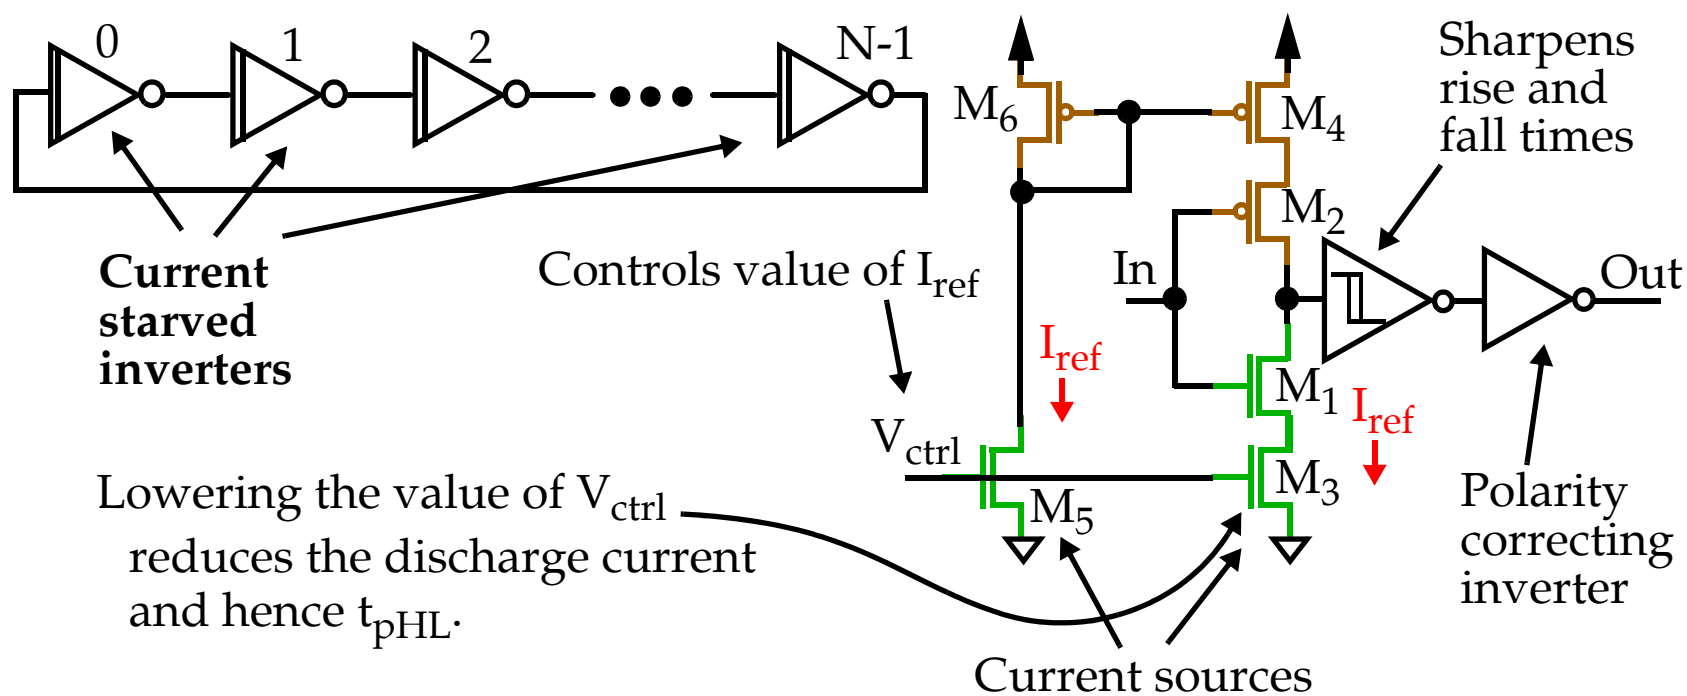 0
1
2
N-1
Current
starved
inverters
Controls value of Iref
Lowering the value of Vctrl
reduces the discharge current
and hence tpHL.
M6
M4
M2
In
Iref
Vctrl
M1
Iref
M5
M3
Current sources
Sharpens
rise and
fall times
Out
Polarity
correcting
inverter